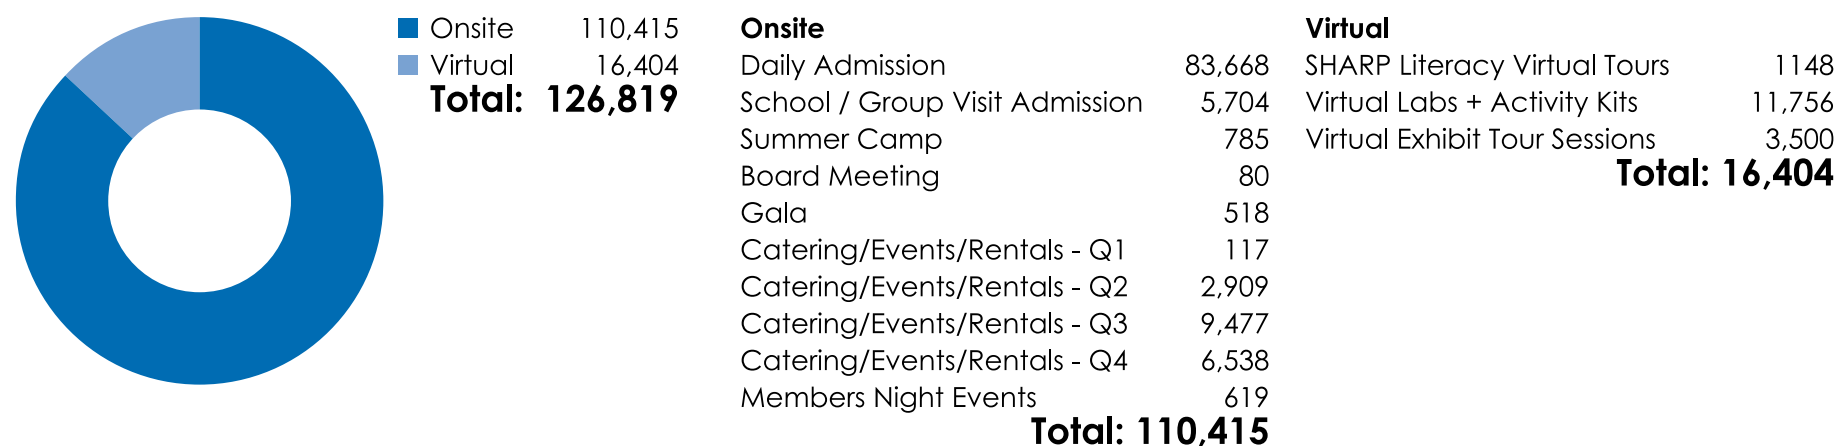 Onsite 110,415
Virtual 16,404
Total: 126,819
Onsite
Daily Admission 83,668
School / Group Visit Admission 5,704
Summer Camp 785
Board Meeting 80
Gala 518
Catering/Events/Rentals - Q1 117
Catering/Events/Rentals - Q2 2,909
Catering/Events/Rentals - Q3 9,477
Catering/Events/Rentals - Q4 6,538
Members Night Events 619
Total: 110,415
Virtual
SHARP Literacy Virtual Tours 1148
Virtual Labs + Activity Kits 11,756
Virtual Exhibit Tour Sessions 3,500
Total: 16,404